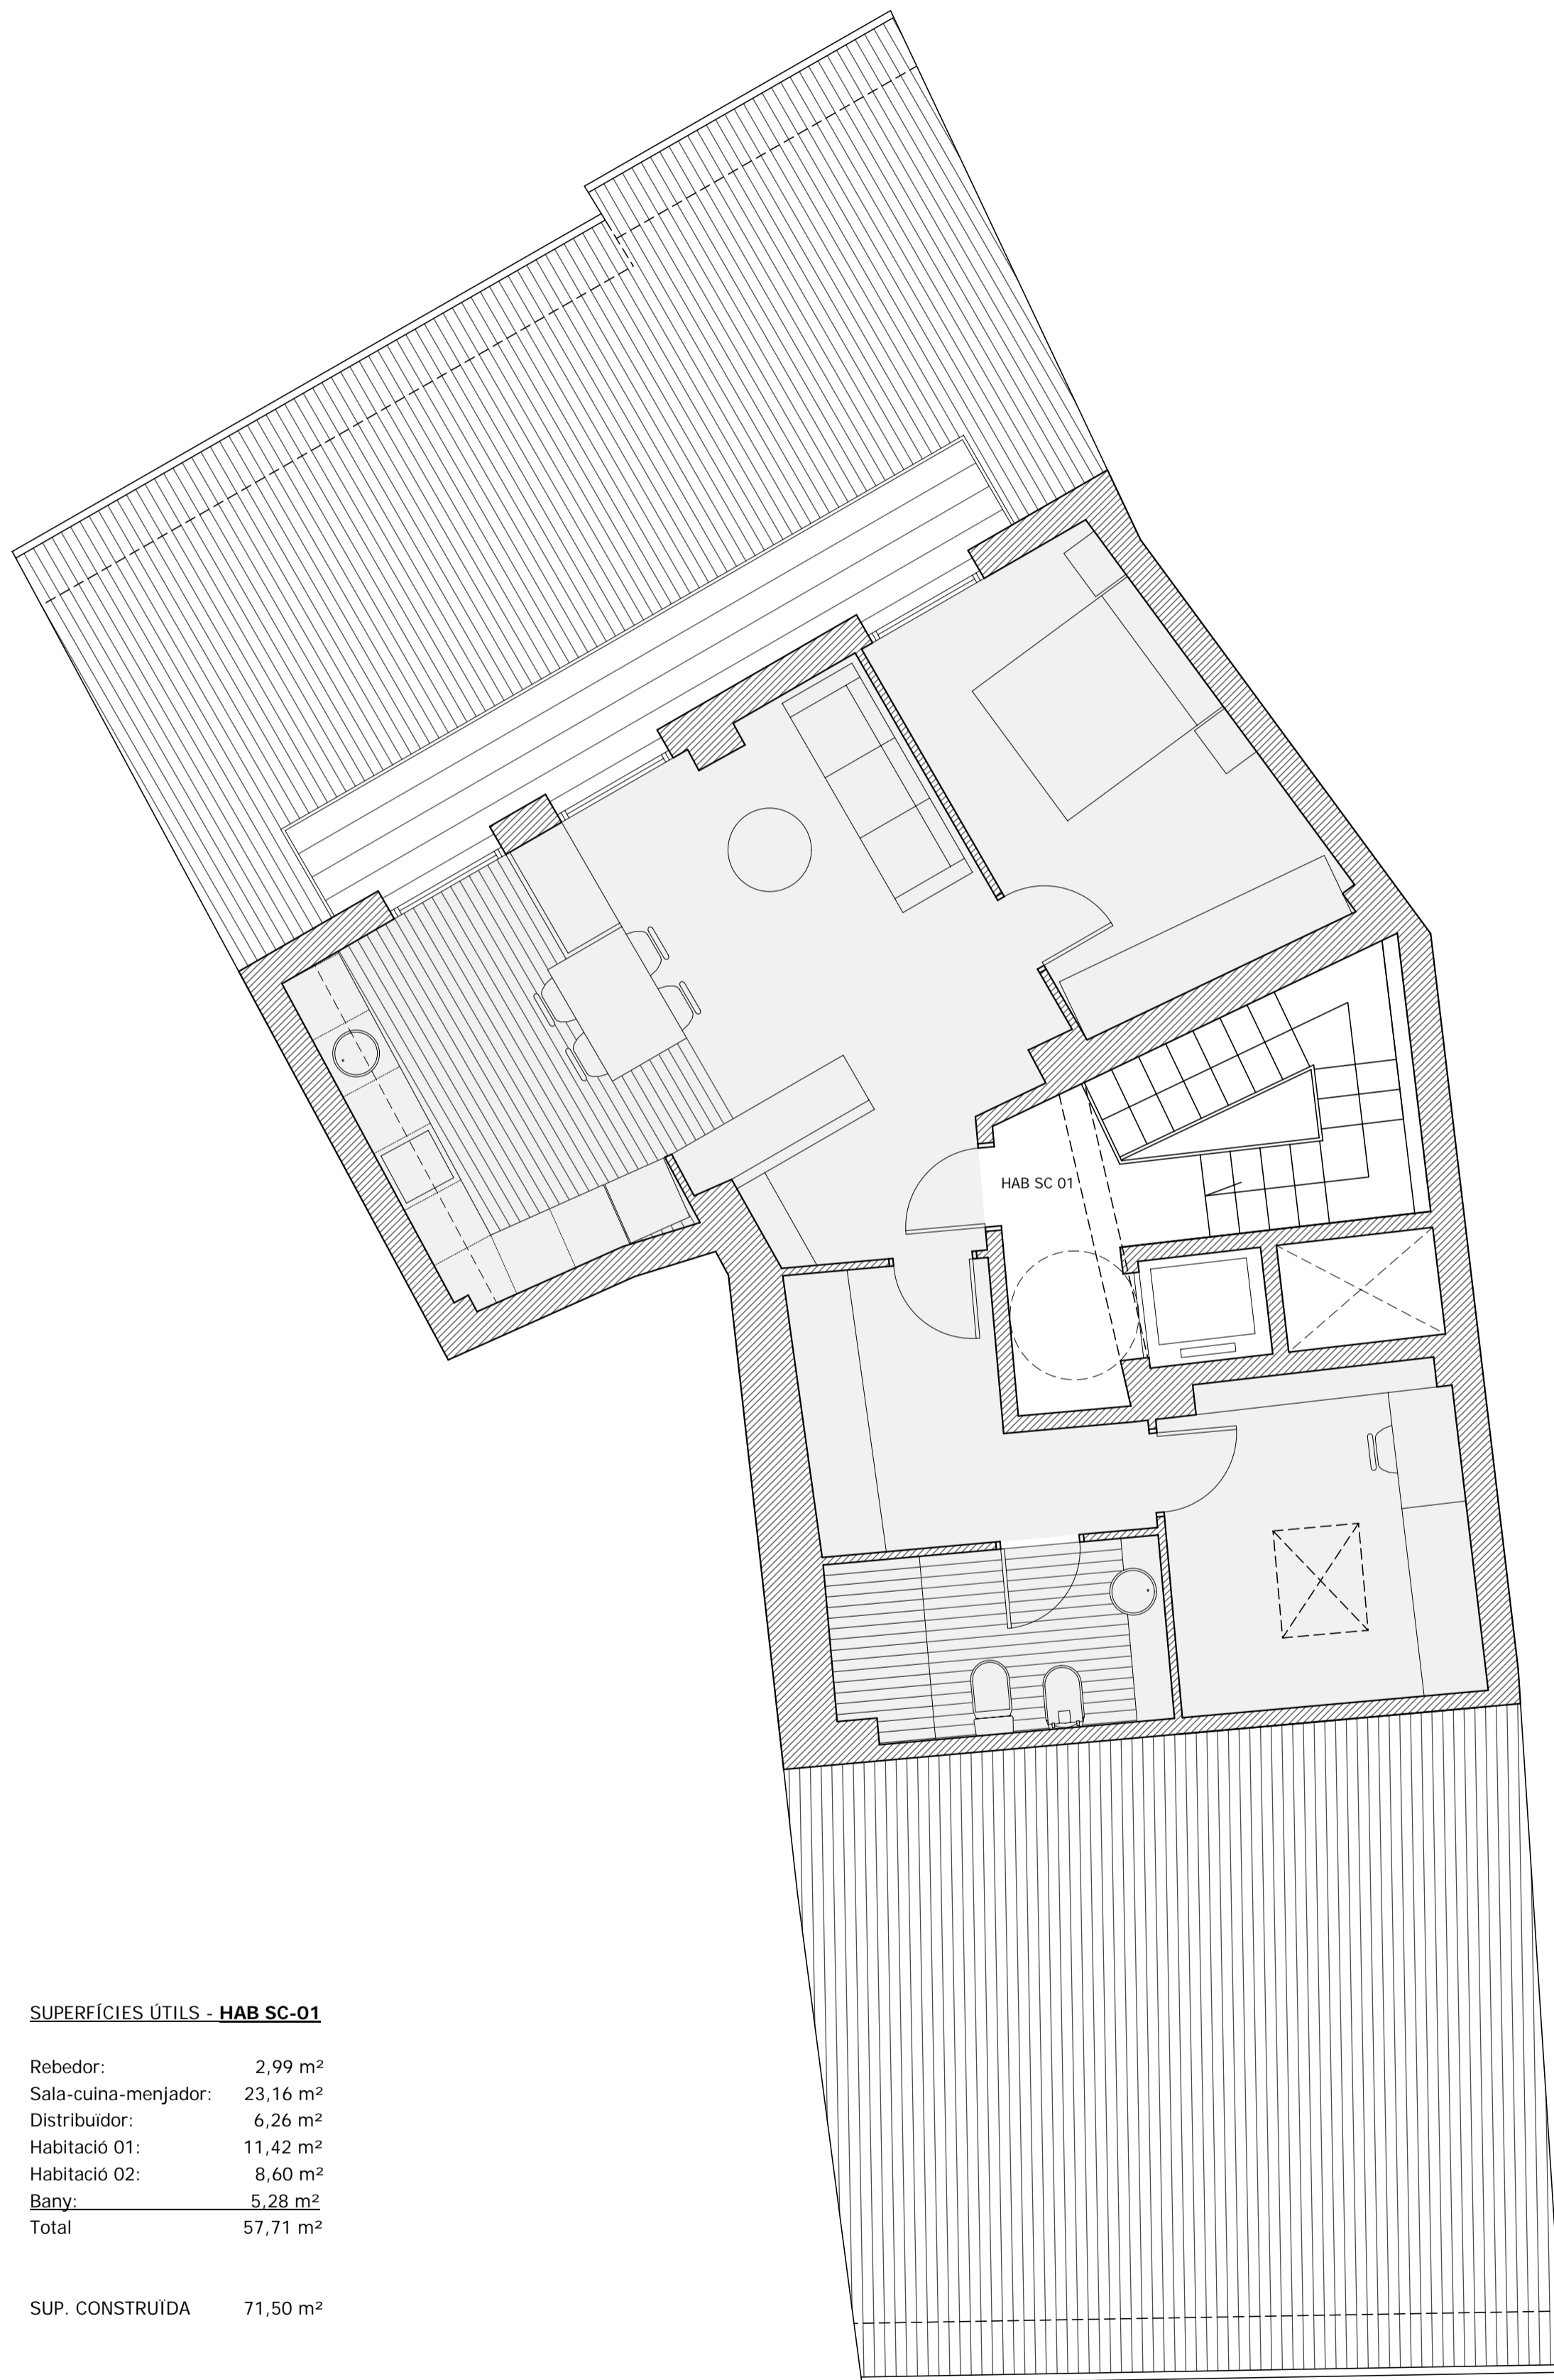 HAB SC 01
SUPERFÍCIES ÚTILS - HAB SC-01
Rebedor: 2,99 m²
Sala-cuina-menjador: 23,16 m²
Distribuïdor: 6,26 m²
Habitació 01: 11,42 m²
Habitació 02: 8,60 m²
Bany: 5,28 m²
Total 57,71 m²
SUP. CONSTRUÏDA 71,50 m²